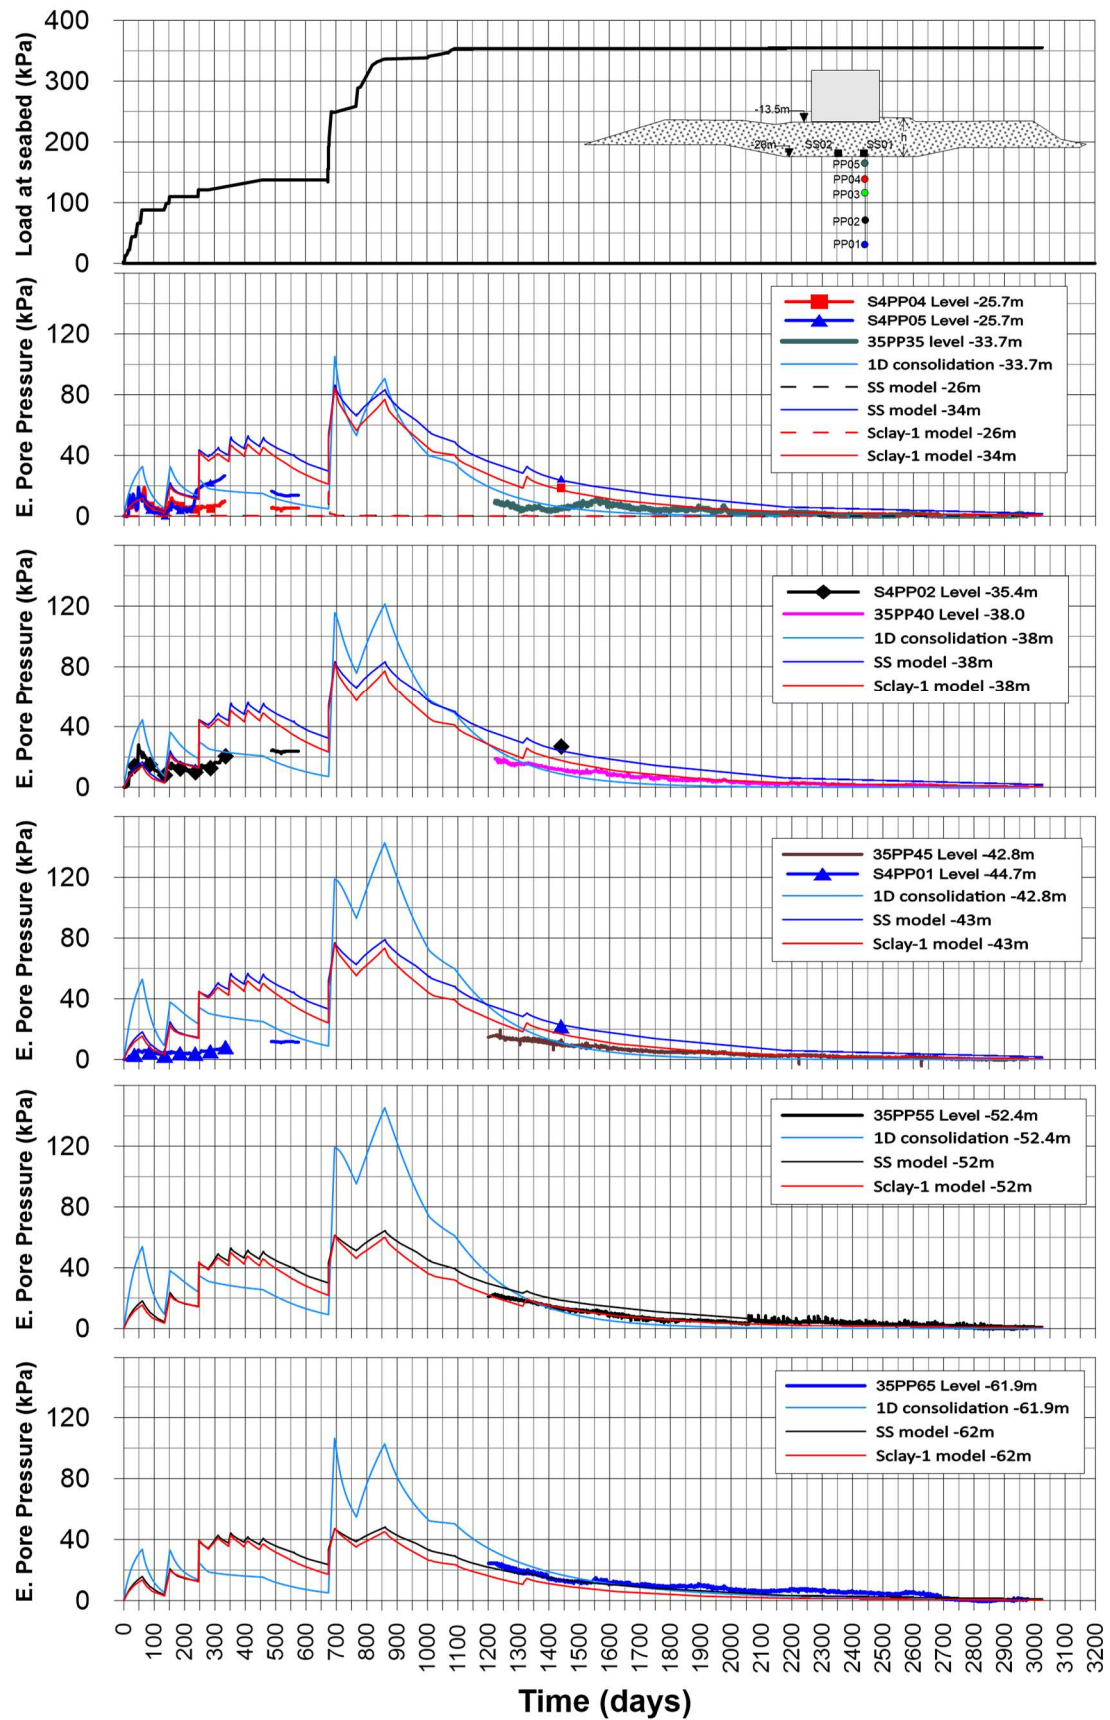 Load at seabed (kPa)
400
300
200
100
0
-13.5m
-26m
SS02
SS01
h
PP05
PP04
PP03
PP02
PP01
E. Pore Pressure (kPa)
120
80
40
0
S4PP04 Level -25.7m
S4PP05 Level -25.7m
35PP35 level -33.7m
1D consolidation -33.7m
SS model -26m
SS model -34m
Sclay-1 model -26m
Sclay-1 model -34m
E. Pore Pressure (kPa)
120
80
40
0
S4PP02 Level -35.4m
35PP40 Level -38.0
1D consolidation -38m
SS model -38m
Sclay-1 model -38m
E. Pore Pressure (kPa)
120
80
40
0
35PP45 Level -42.8m
S4PP01 Level -44.7m
1D consolidation -42.8m
SS model -43m
Sclay-1 model -43m
E. Pore Pressure (kPa)
120
80
40
0
35PP55 Level -52.4m
1D consolidation -52.4m
SS model -52m
Sclay-1 model -52m
E. Pore Pressure (kPa)
120
80
40
0
35PP65 Level -61.9m
1D consolidation -61.9m
SS model -62m
Sclay-1 model -62m
0 100 200 300 400 500 600 700 800 900 1000 1100 1200 1300 1400 1500 1600 1700 1800 1900 2000 2100 2200 2300 2400 2500 2600 2700 2800 2900 3000 3100 3200
Time (days)